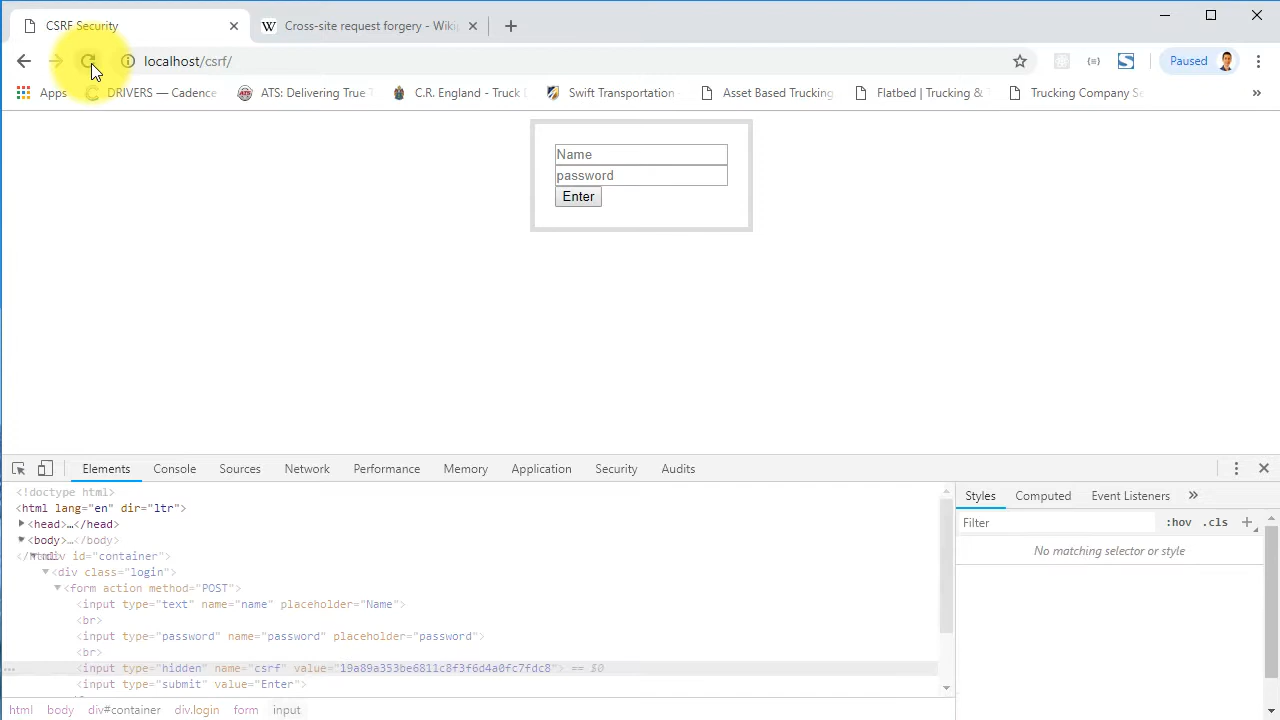 CSRF Security
Cross-site request forgery - Wiki
localhost/csrf/
Paused
Apps
DRIVERS — Cadence
ATS: Delivering True T
C.R. England - Truck D
Swift Transportation
Asset Based Trucking
Flatbed | Trucking &
Trucking Company Se
»
Name
password
Enter
Elements Console Sources Network Performance Memory Application Security Audits
<!doctype html>
<html lang="en" dir="ltr">
<head>…</head>
<body>…</body>
<div id="container">
<div class="login">
<form action method="POST">
<input type="text" name="name" placeholder="Name">
<br>
<input type="password" name="password" placeholder="password">
<br>
<input type="hidden" name="csrf" value="19a89a353be6811c8f3f6d4a0fc7fdc8"> == $0
<input type="submit" value="Enter">
html body div#container div.login form input
Styles Computed Event Listeners »
Filter :hov .cls +
No matching selector or style